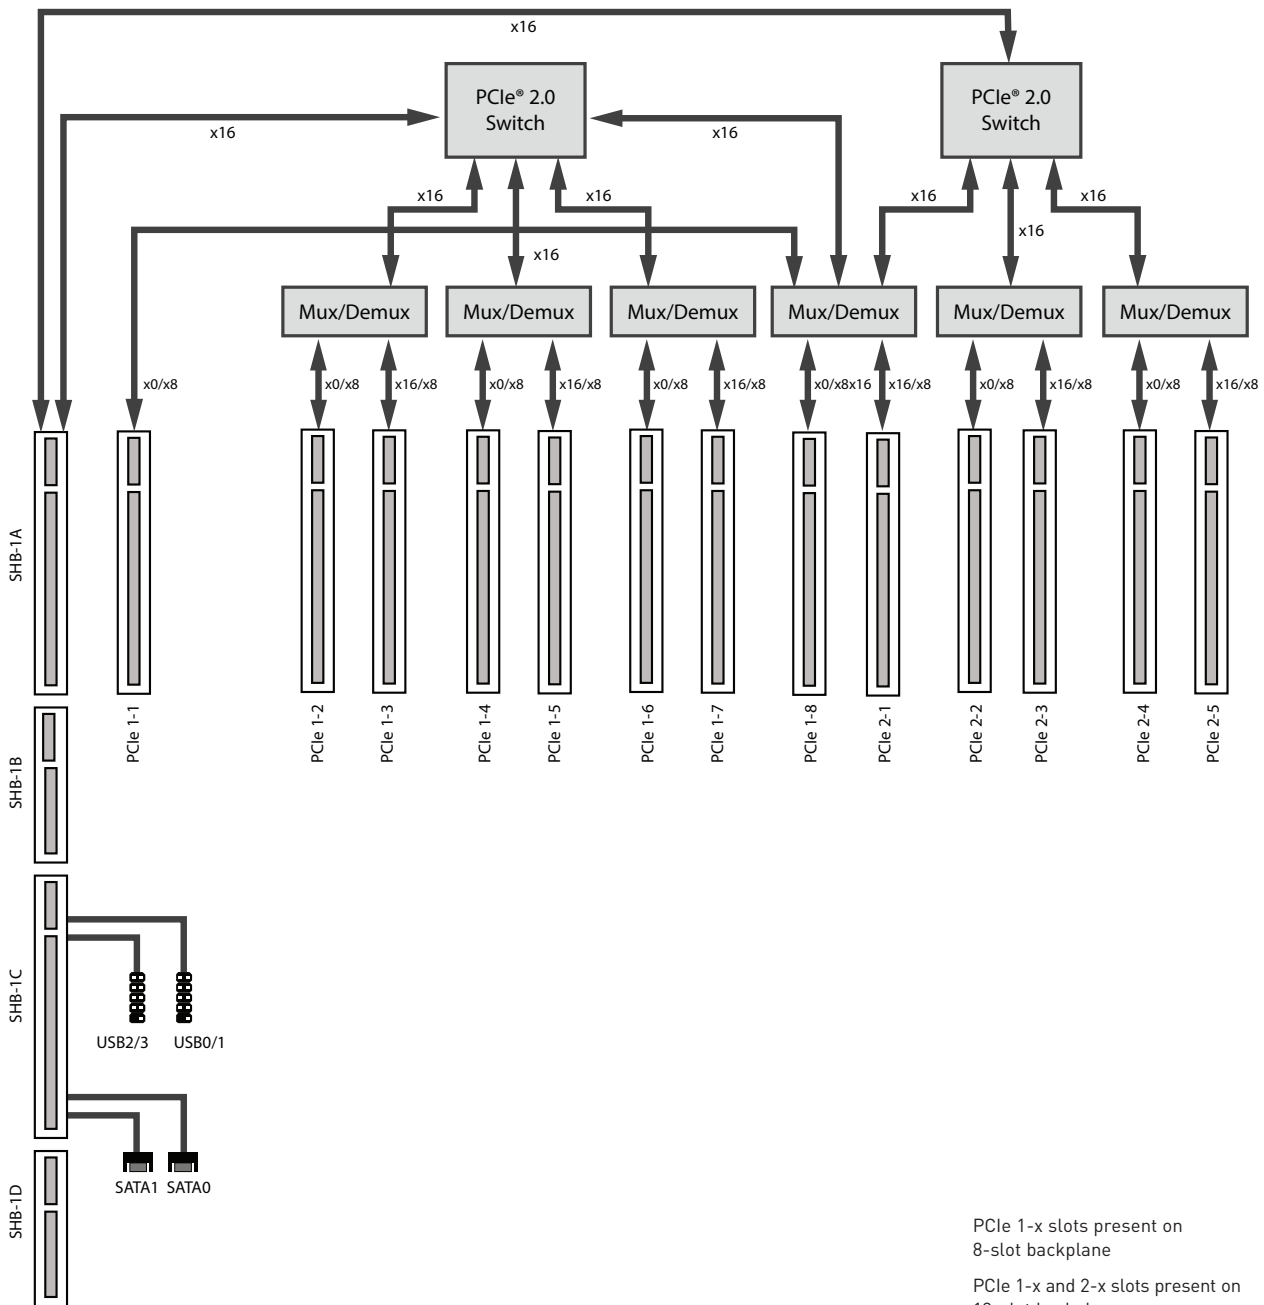 x16
PCIe® 2.0
Switch
PCIe® 2.0
Switch
x16
x16
x16
x16
x16
x16
x16
x16
Mux/Demux
Mux/Demux
Mux/Demux
Mux/Demux
Mux/Demux
Mux/Demux
x0/x8
x0/x8
x16/x8
x0/x8
x16/x8
x0/x8
x16/x8
x0/x8x16
x16/x8
x0/x8
x16/x8
x0/x8
x16/x8
SHB-1A
PCIe 1-1
PCIe 1-2
PCIe 1-3
PCIe 1-4
PCIe 1-5
PCIe 1-6
PCIe 1-7
PCIe 1-8
PCIe 2-1
PCIe 2-2
PCIe 2-3
PCIe 2-4
PCIe 2-5
SHB-1B
SHB-1C
USB2/3
USB0/1
SATA1
SATA0
SHB-1D
PCIe 1-x slots present on
8-slot backplane
PCIe 1-x and 2-x slots present on